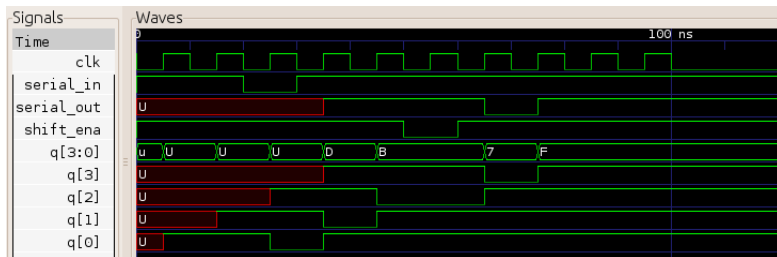 Signals
Waves
Time
0
100 ns
clk
serial_in
serial_out
U
shift_ena
q[3:0]
u U U U D B 7 F
q[3]
U
q[2]
U
q[1]
U
q[0]
U